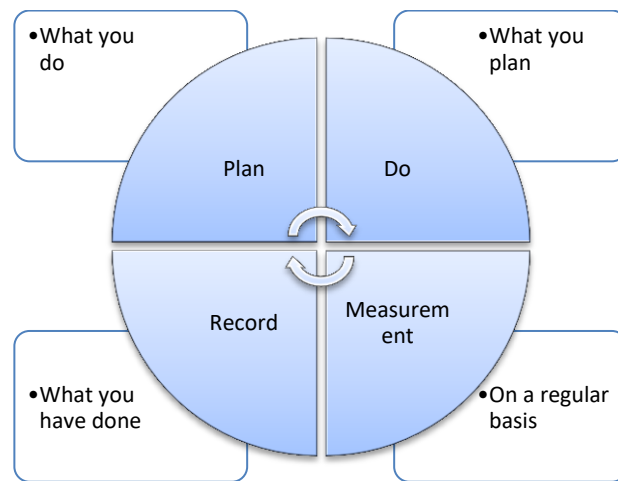 •What you
do
•What you
plan
Plan
Do
Record
Measurem
ent
•What you
have done
•On a regular
basis